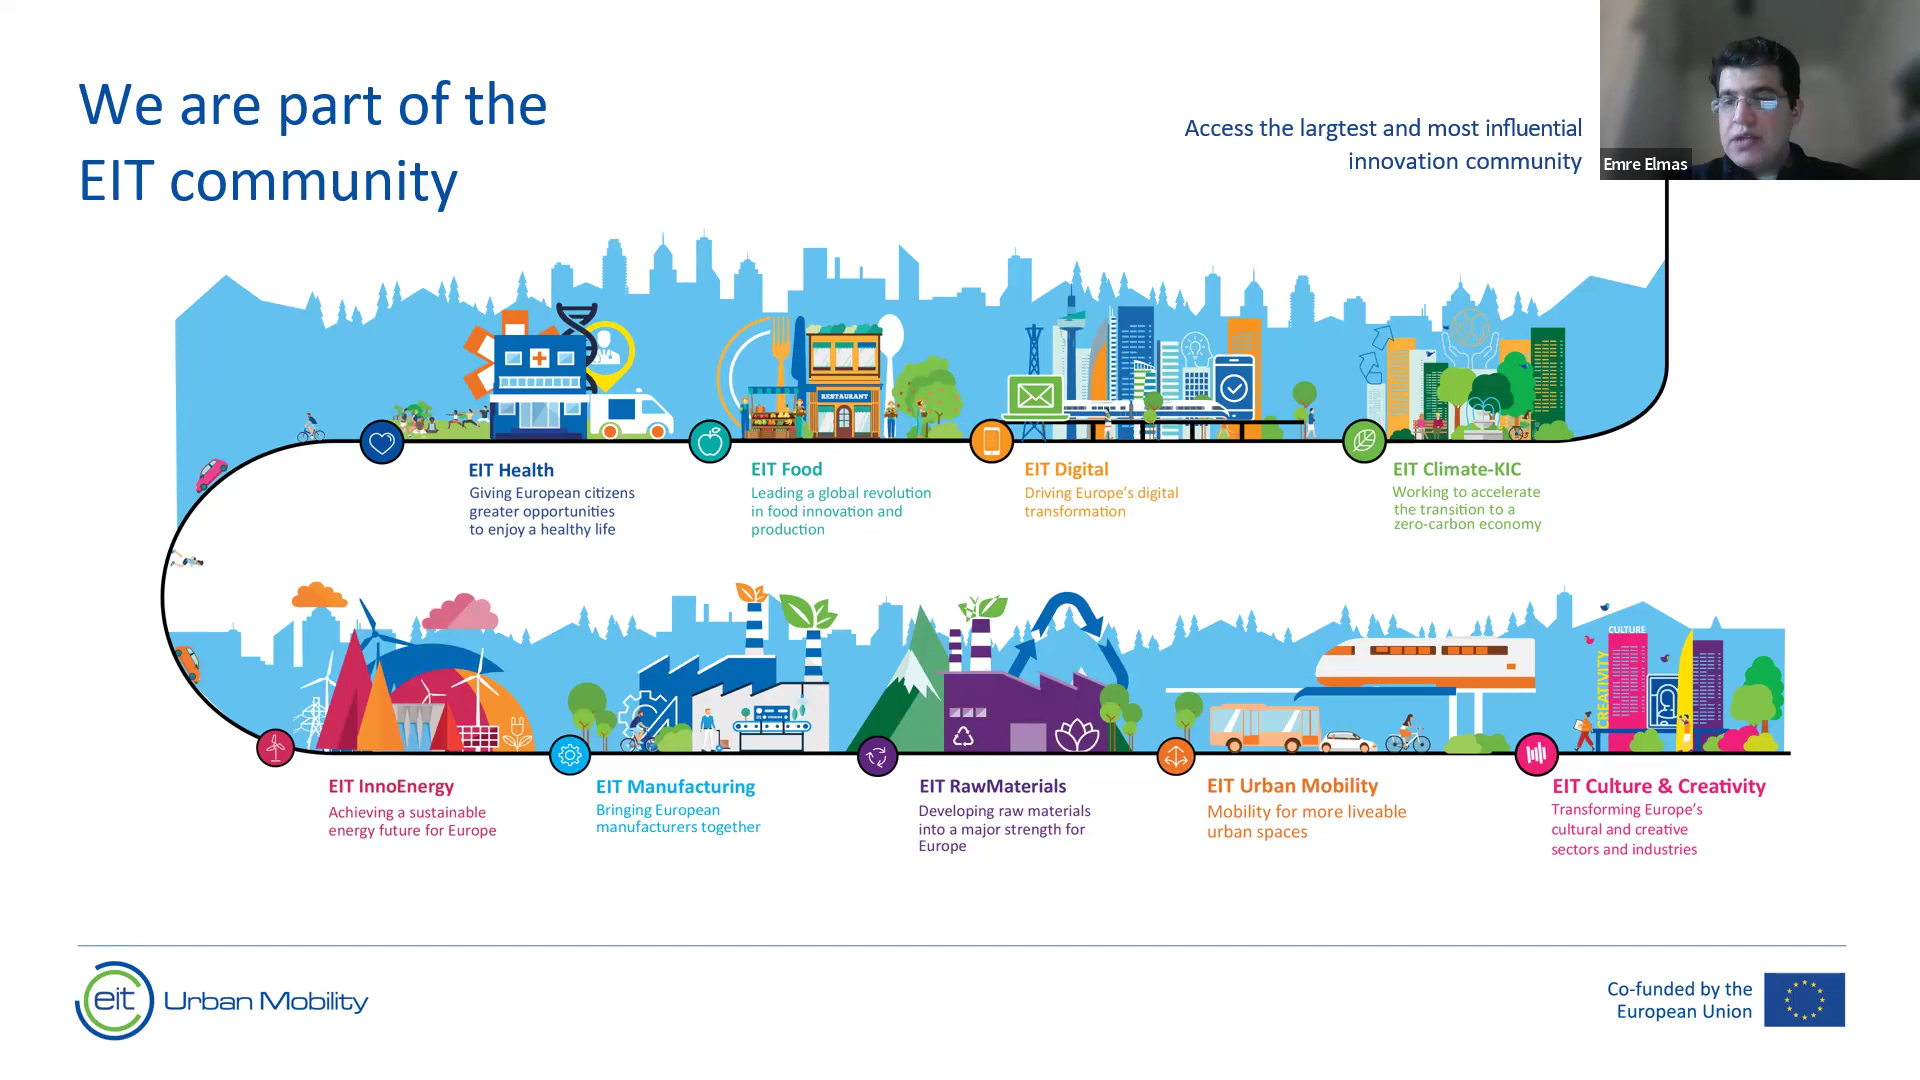 We are part of the
EIT community
Access the largtest and most influential
innovation community
Emre Elmas
RESTAURANT
EIT Health
Giving European citizens
greater opportunities
to enjoy a healthy life
EIT Food
Leading a global revolution
in food innovation and
production
EIT Digital
Driving Europe’s digital
transformation
EIT Climate-KIC
Working to accelerate
the transition to a
zero-carbon economy
CULTURE
CREATIVITY
EIT InnoEnergy
Achieving a sustainable
energy future for Europe
EIT Manufacturing
Bringing European
manufacturers together
EIT RawMaterials
Developing raw materials
into a major strength for
Europe
EIT Urban Mobility
Mobility for more liveable
urban spaces
EIT Culture & Creativity
Transforming Europe’s
cultural and creative
sectors and industries
eit Urban Mobility
Co-funded by the
European Union